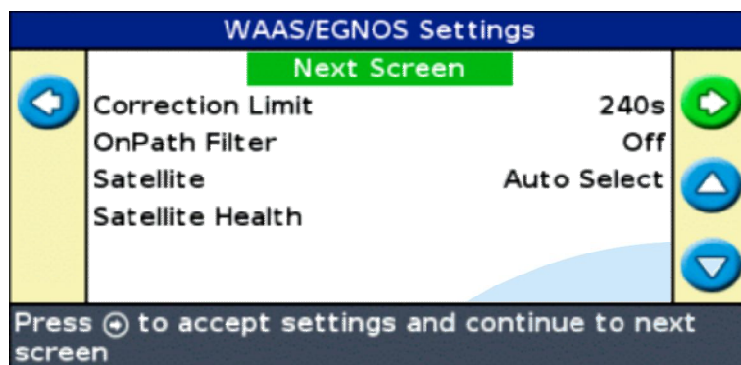 WAAS/EGNOS Settings
Next Screen
Correction Limit 240s
OnPath Filter Off
Satellite Auto Select
Satellite Health
Press to accept settings and continue to next
screen